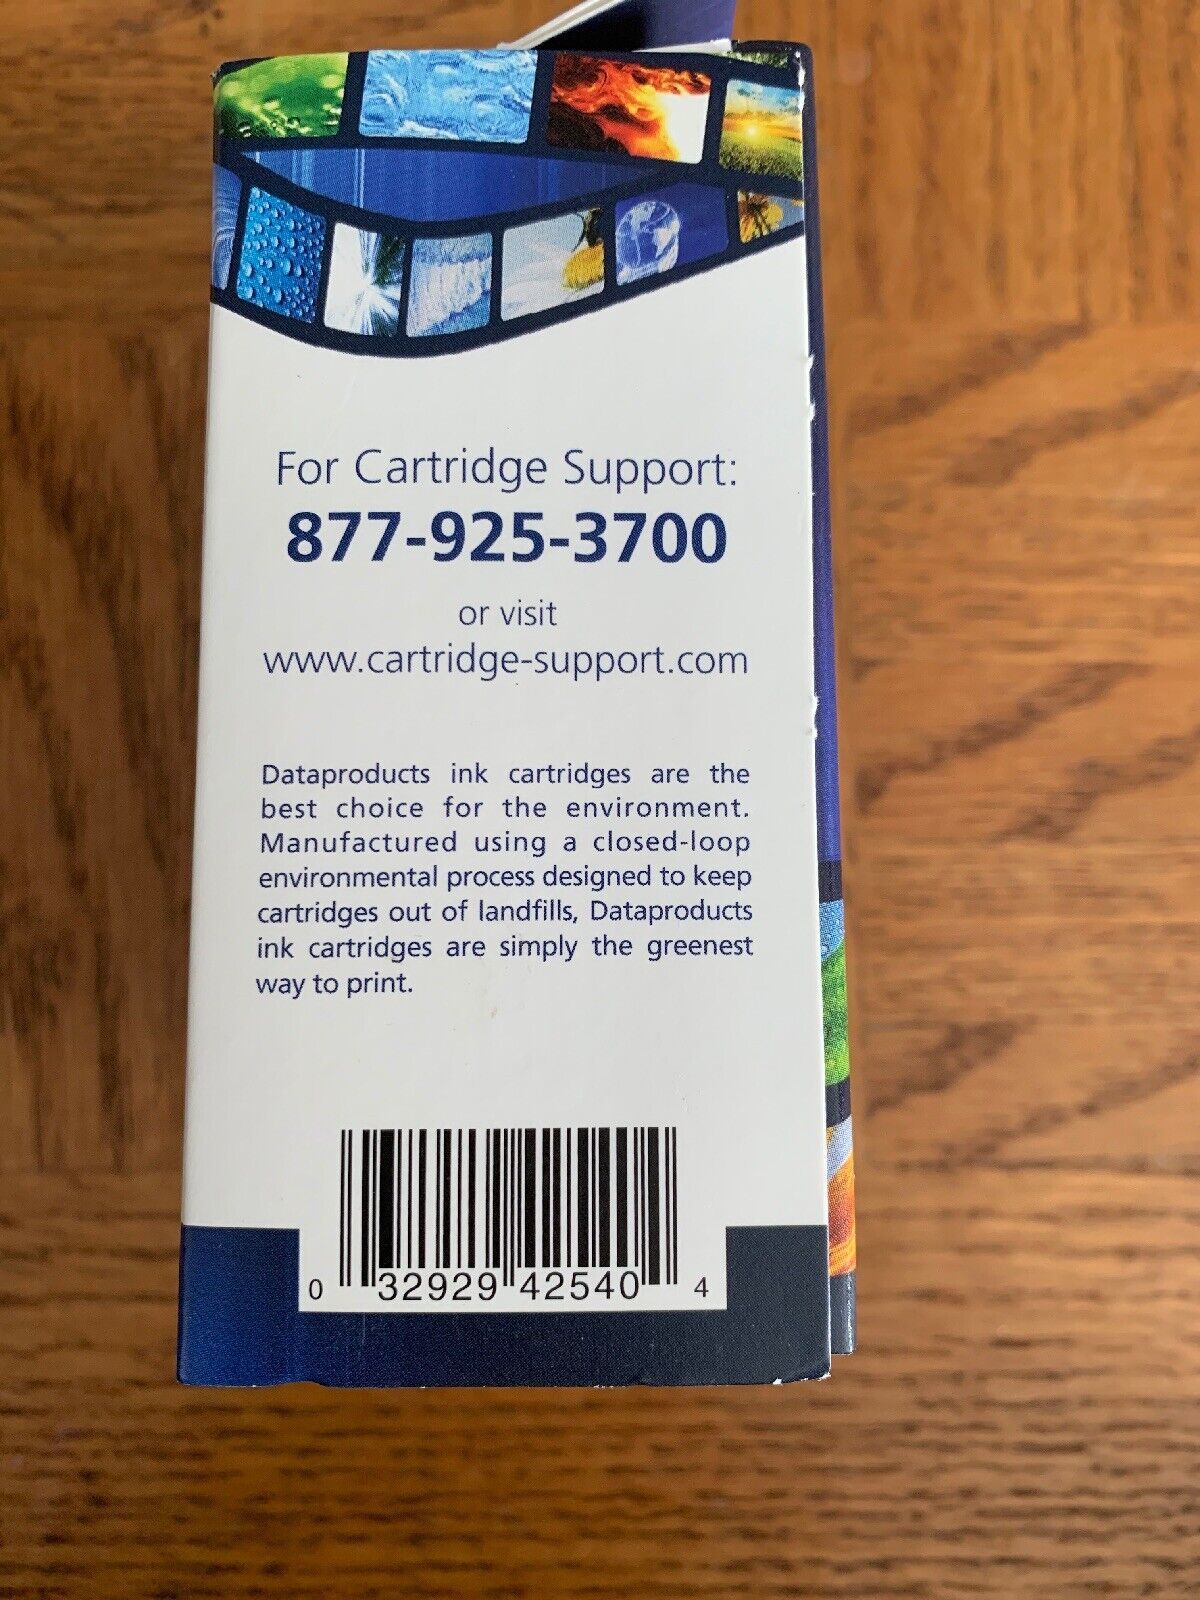 For Cartridge Support:
877-925-3700
or visit
www.cartridge-support.com
Dataproducts ink cartridges are the
best choice for the environment.
Manufactured using a closed-loop
environmental process designed to keep
cartridges out of landfills, Dataproducts
ink cartridges are simply the greenest
way to print.
0 32929 42540 4